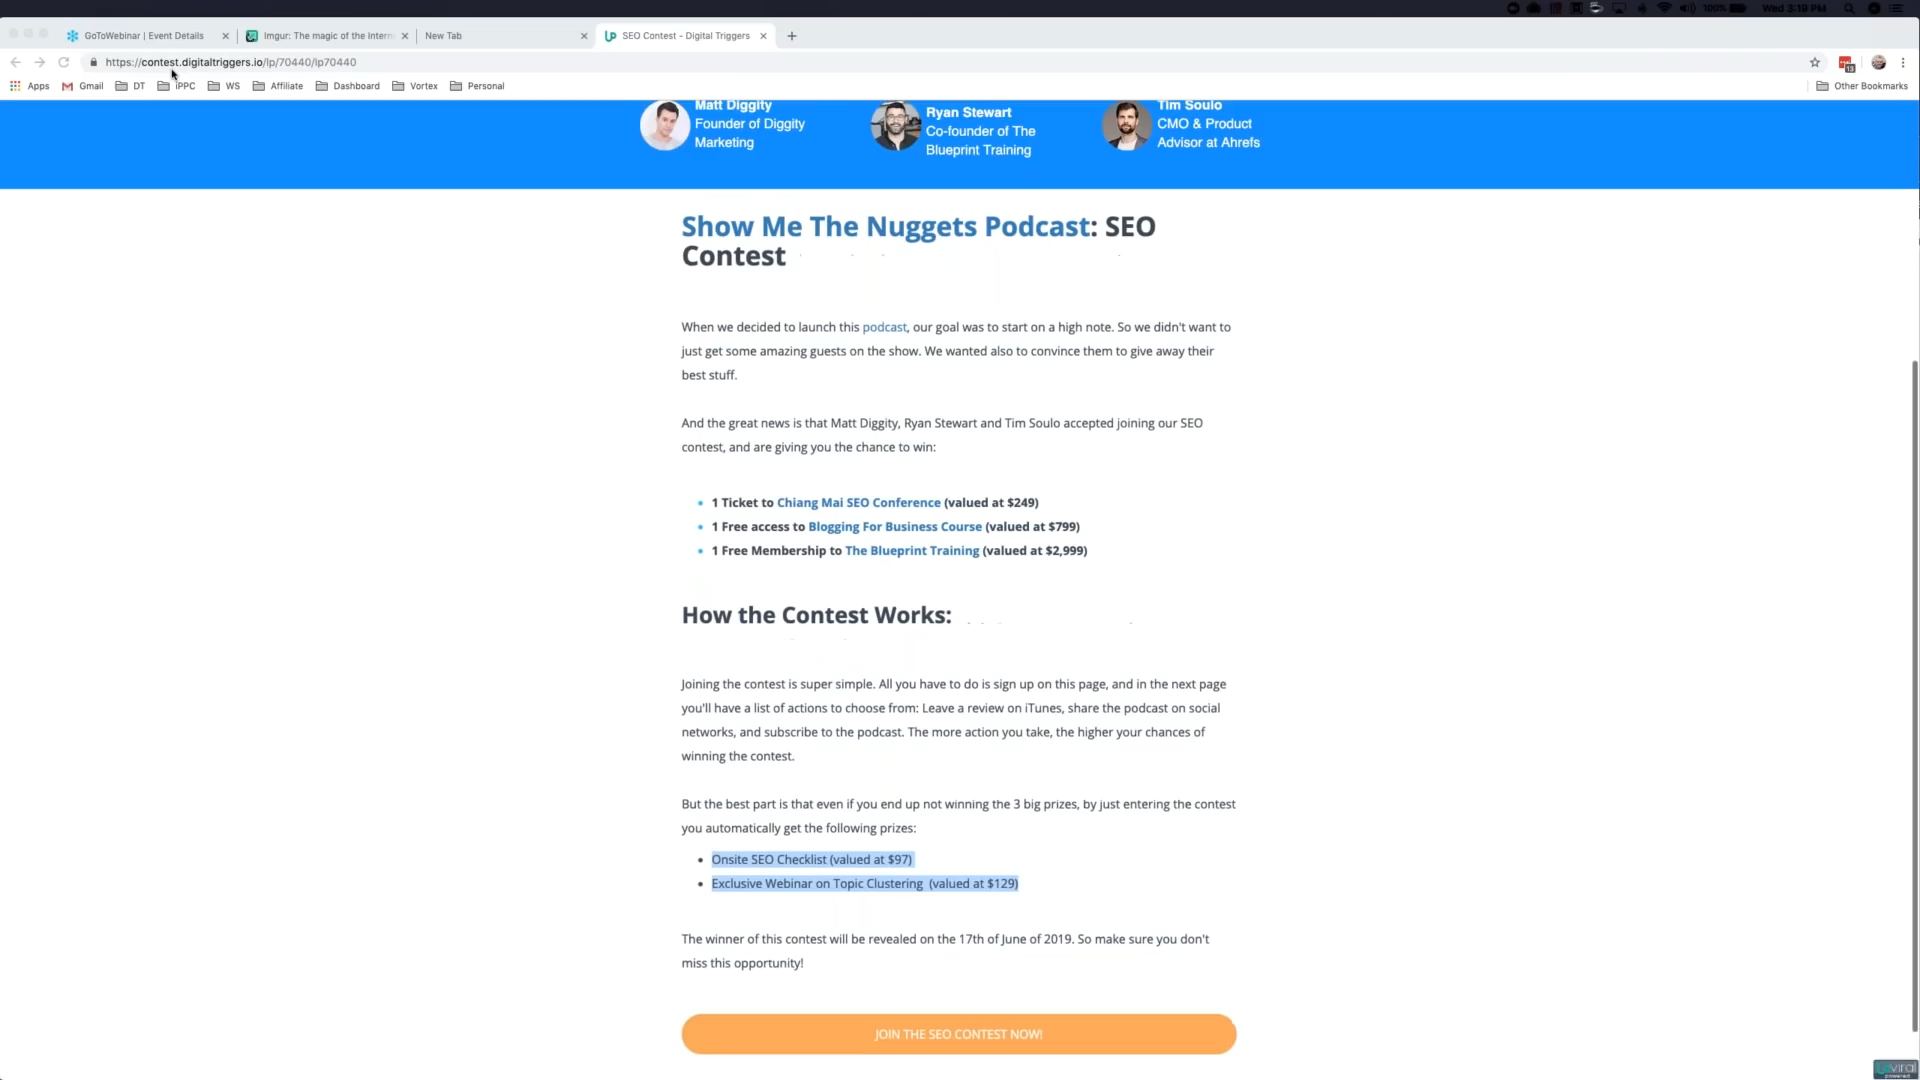 100% Wed 3:19 PM
GoToWebinar | Event Details
Imgur: The magic of the Intern
New Tab
SEO Contest - Digital Triggers
https://contest.digitaltriggers.io/lp/70440/lp70440
Apps Gmail DT iPPC WS Affiliate Dashboard Vortex Personal Other Bookmarks
Matt Diggity
Founder of Diggity
Marketing
Ryan Stewart
Co-founder of The
Blueprint Training
Tim Soulo
CMO & Product
Advisor at Ahrefs
Show Me The Nuggets Podcast: SEO
Contest
When we decided to launch this podcast, our goal was to start on a high note. So we didn't want to
just get some amazing guests on the show. We wanted also to convince them to give away their
best stuff.
And the great news is that Matt Diggity, Ryan Stewart and Tim Soulo accepted joining our SEO
contest, and are giving you the chance to win:
• 1 Ticket to Chiang Mai SEO Conference (valued at $249)
• 1 Free access to Blogging For Business Course (valued at $799)
• 1 Free Membership to The Blueprint Training (valued at $2,999)
How the Contest Works:
Joining the contest is super simple. All you have to do is sign up on this page, and in the next page
you'll have a list of actions to choose from: Leave a review on iTunes, share the podcast on social
networks, and subscribe to the podcast. The more action you take, the higher your chances of
winning the contest.
But the best part is that even if you end up not winning the 3 big prizes, by just entering the contest
you automatically get the following prizes:
• Onsite SEO Checklist (valued at $97)
• Exclusive Webinar on Topic Clustering (valued at $129)
The winner of this contest will be revealed on the 17th of June of 2019. So make sure you don't
miss this opportunity!
JOIN THE SEO CONTEST NOW!